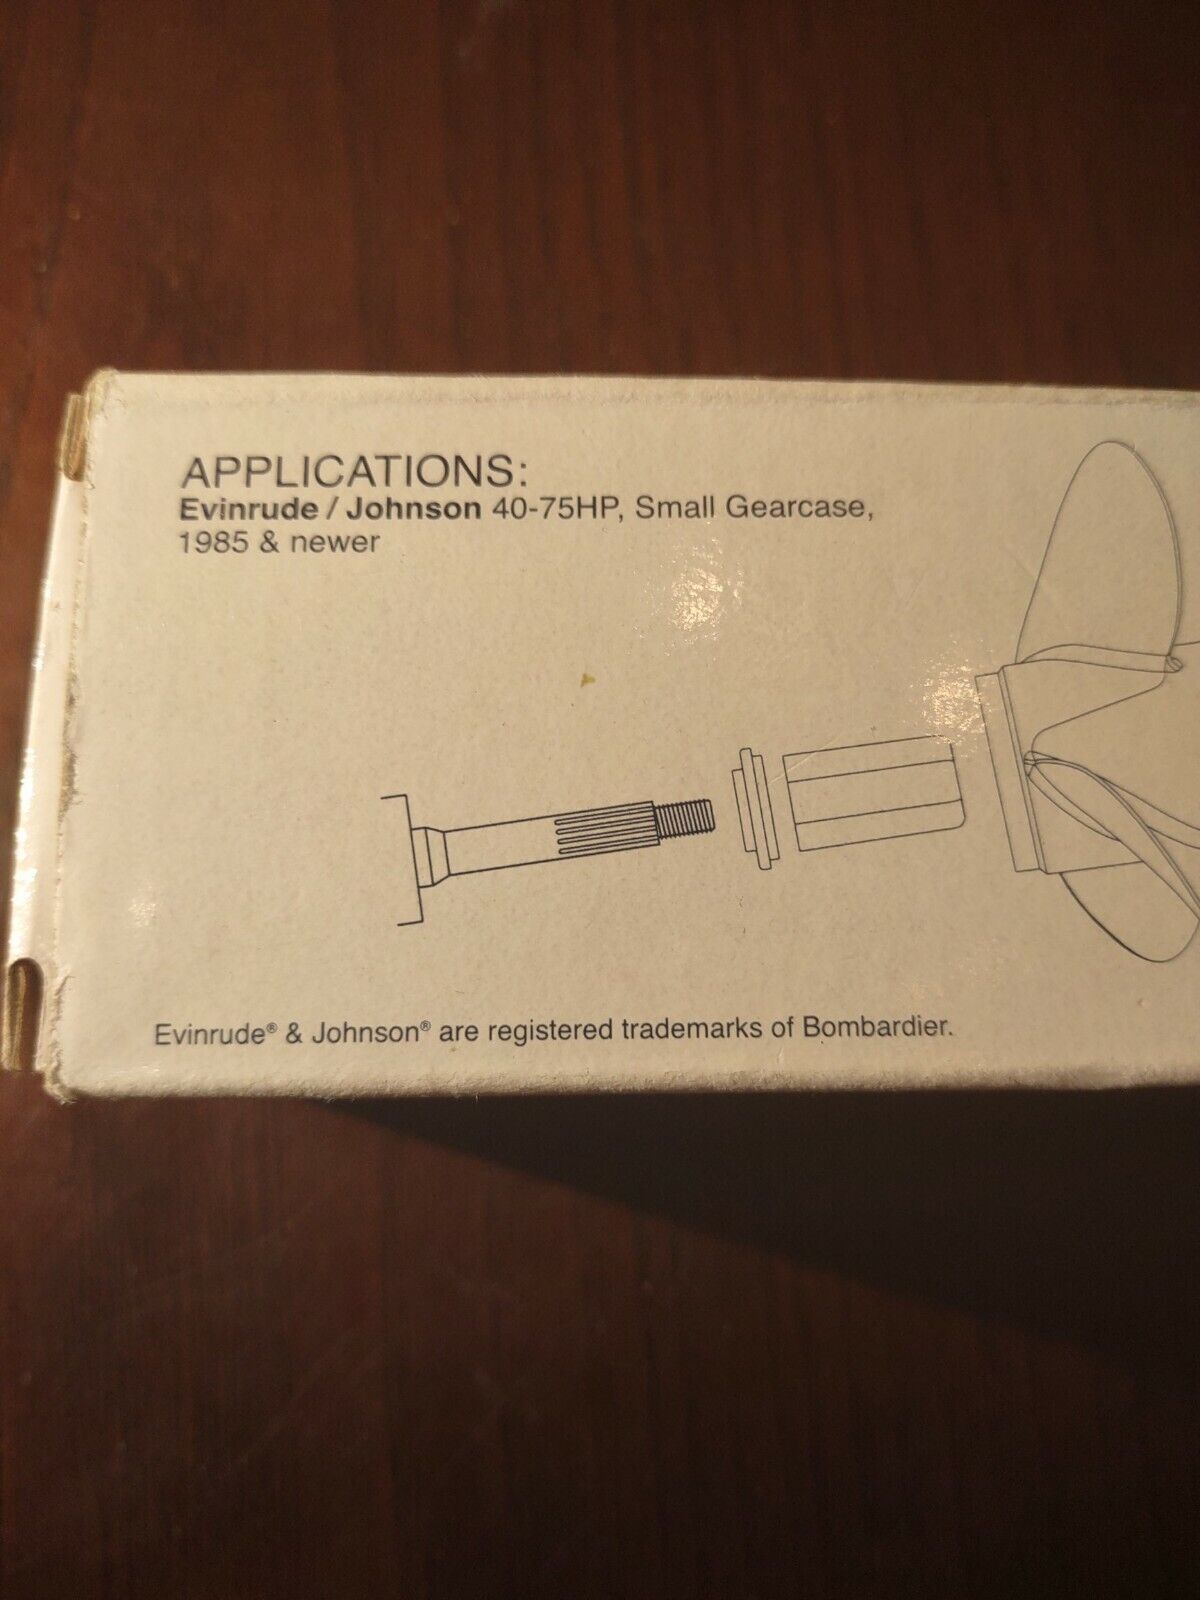 APPLICATIONS:
Evinrude / Johnson 40-75HP, Small Gearcase,
1985 & newer
Evinrude® & Johnson® are registered trademarks of Bombardier.